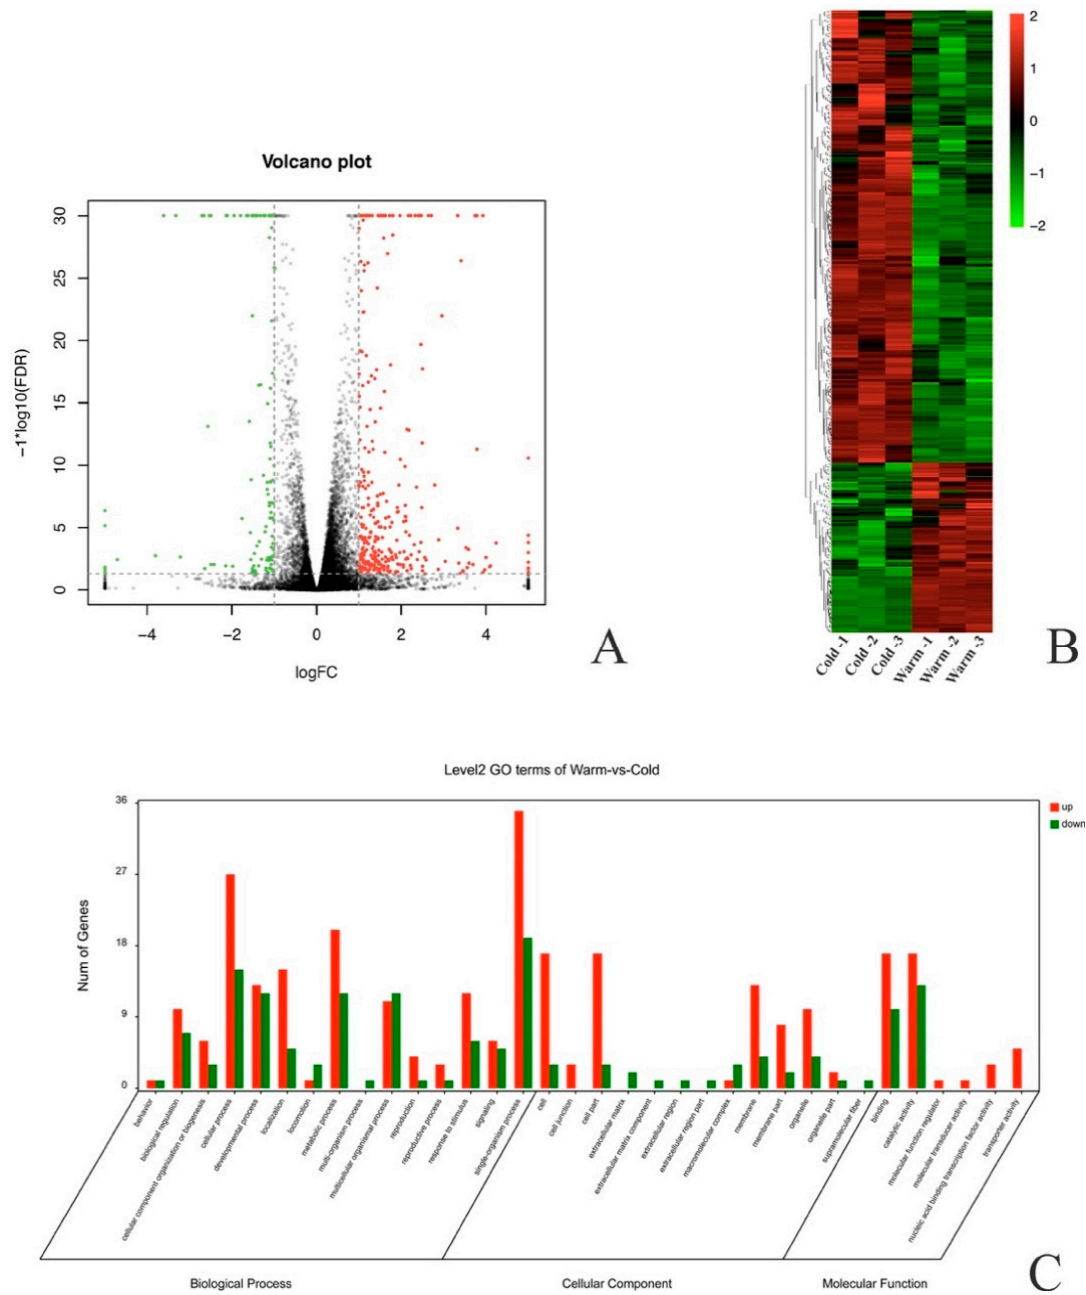 Volcano plot
30
25
20
15
10
5
0
-1*log10(FDR)
−4
−2
0
2
4
logFC
A
2
1
0
−1
−2
Cold -1
Cold -2
Cold -3
Warm -1
Warm -2
Warm -3
B
Level2 GO terms of Warm-vs-Cold
36
27
18
9
0
Num of Genes
up
down
behavior
biological regulation
cellular component organization or biogenesis
cellular process
developmental process
localization
locomotion
metabolic process
multi-organism process
multicellular organismal process
reproduction
reproductive process
response to stimulus
signaling
single-organism process
cell
cell junction
cell part
extracellular matrix
extracellular matrix component
extracellular region
extracellular region part
macromolecular complex
membrane
membrane part
organelle
organelle part
supramolecular fiber
binding
catalytic activity
molecular function regulator
molecular transducer activity
nucleic acid binding transcription factor activity
transporter activity
Biological Process
Cellular Component
Molecular Function
C